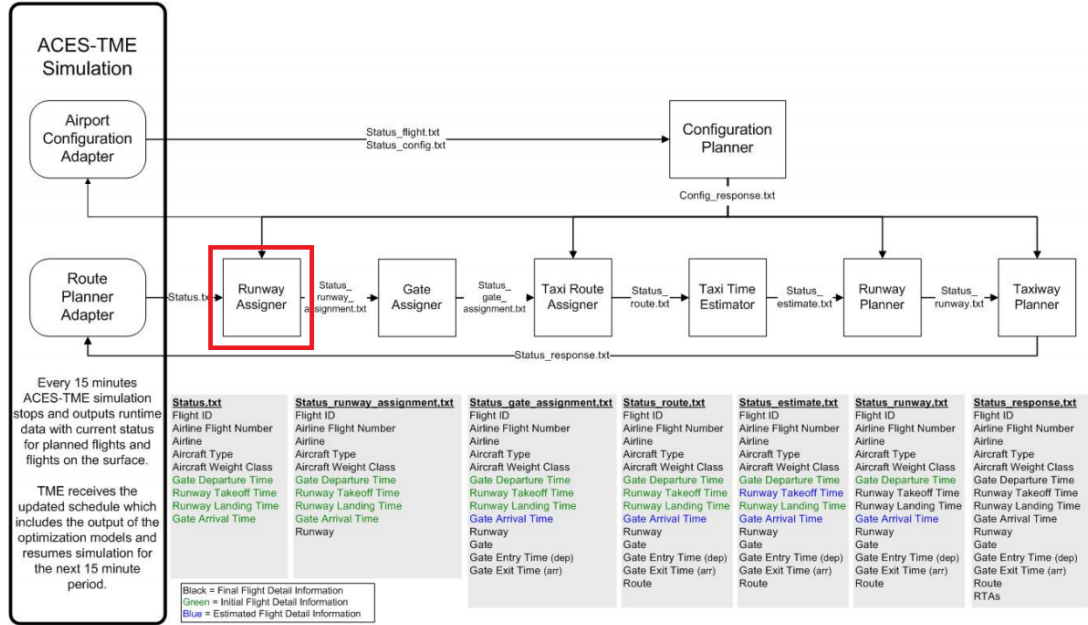 ACES-TME
Simulation
Airport
Configuration
Adapter
Status_flight.txt
Status_config.txt
Configuration
Planner
Config_response.txt
Route
Planner
Adapter
Status.txt
Runway
Assigner
Status_
runway_
assignment.txt
Gate
Assigner
Status_
gate_
assignment.txt
Taxi Route
Assigner
Status_
route.txt
Taxi Time
Estimator
Status_
estimate.txt
Runway
Planner
Status_
runway.txt
Taxiway
Planner
Status_response.txt
Every 15 minutes
ACES-TME simulation
stops and outputs runtime
data with current status
for planned flights and
flights on the surface.
TME receives the
updated schedule which
includes the output of the
optimization models and
resumes simulation for
the next 15 minute
period.
Status,txt
Flight ID
Airline Flight Number
Airline
Aircraft Type
Aircraft Weight Class
Gate Departure Time
Runway Takeoff Time
Runway Landing Time
Gate Arrival Time
Status_runway_assignment,txt
Flight ID
Airline Flight Number
Airline
Aircraft Type
Aircraft Weight Class
Gate Departure Time
Runway Takeoff Time
Runway Landing Time
Gate Arrival Time
Runway
Status_gate_assignment,txt
Flight ID
Airline Flight Number
Airline
Aircraft Type
Aircraft Weight Class
Gate Departure Time
Runway Takeoff Time
Runway Landing Time
Gate Arrival Time
Runway
Gate
Gate Entry Time (dep)
Gate Exit Time (arr)
Status_route,txt
Flight ID
Airline Flight Number
Airline
Aircraft Type
Aircraft Weight Class
Gate Departure Time
Runway Takeoff Time
Runway Landing Time
Gate Arrival Time
Runway
Gate
Gate Entry Time (dep)
Gate Exit Time (arr)
Route
Status_estimate,txt
Flight ID
Airline Flight Number
Airline
Aircraft Type
Aircraft Weight Class
Gate Departure Time
Runway Takeoff Time
Runway Landing Time
Gate Arrival Time
Runway
Gate
Gate Entry Time (dep)
Gate Exit Time (arr)
Route
Status_runway,txt
Flight ID
Airline Flight Number
Airline
Aircraft Type
Aircraft Weight Class
Gate Departure Time
Runway Takeoff Time
Runway Landing Time
Gate Arrival Time
Runway
Gate
Gate Entry Time (dep)
Gate Exit Time (arr)
Route
Status_response,txt
Flight ID
Airline Flight Number
Airline
Aircraft Type
Aircraft Weight Class
Gate Departure Time
Runway Takeoff Time
Runway Landing Time
Gate Arrival Time
Runway
Gate
Gate Entry Time (dep)
Gate Exit Time (arr)
Route
RTAs
Black = Final Flight Detail Information
Green = Initial Flight Detail Information
Blue = Estimated Flight Detail Information